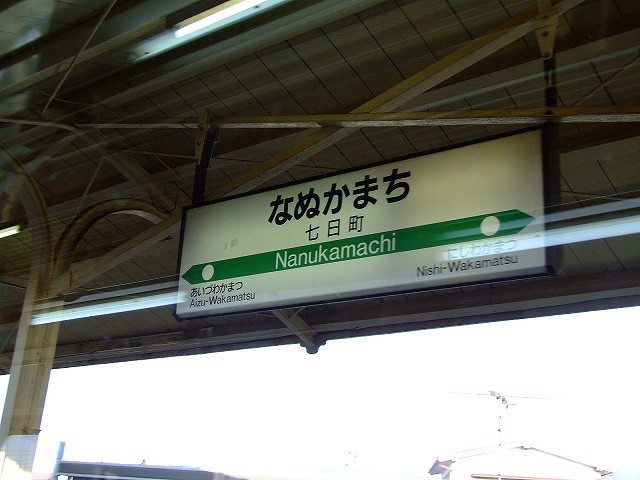 なぬかまち
七日町
Nanukamachi
あいづわかまつ
Aizu-Wakamatsu
にしわかまつ
Nishi-Wakamatsu